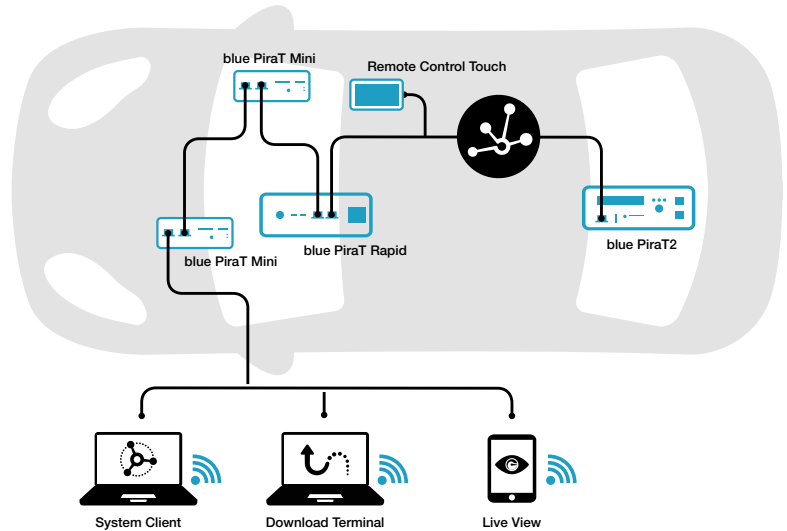 blue PiraT Mini
Remote Control Touch
blue PiraT Mini
blue PiraT Rapid
blue PiraT2
System Client
Download Terminal
Live View